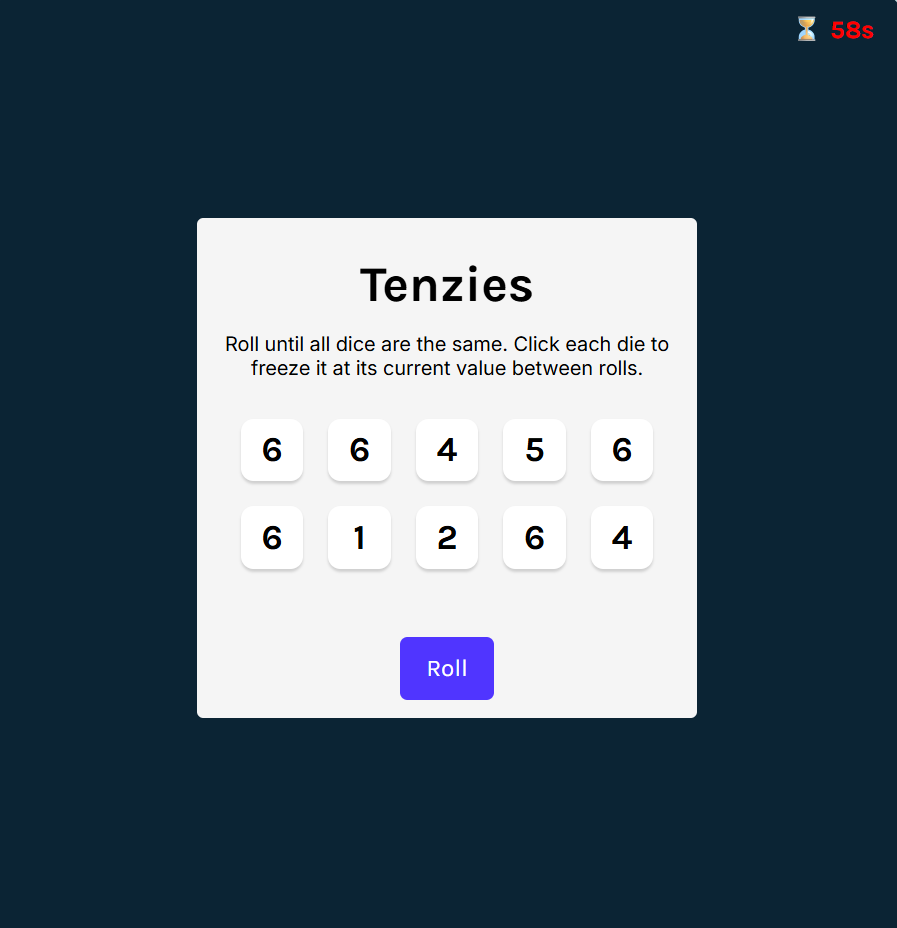 ⏳ 58s
Tenzies
Roll until all dice are the same. Click each die to
freeze it at its current value between rolls.
6 6 4 5 6
6 1 2 6 4
Roll